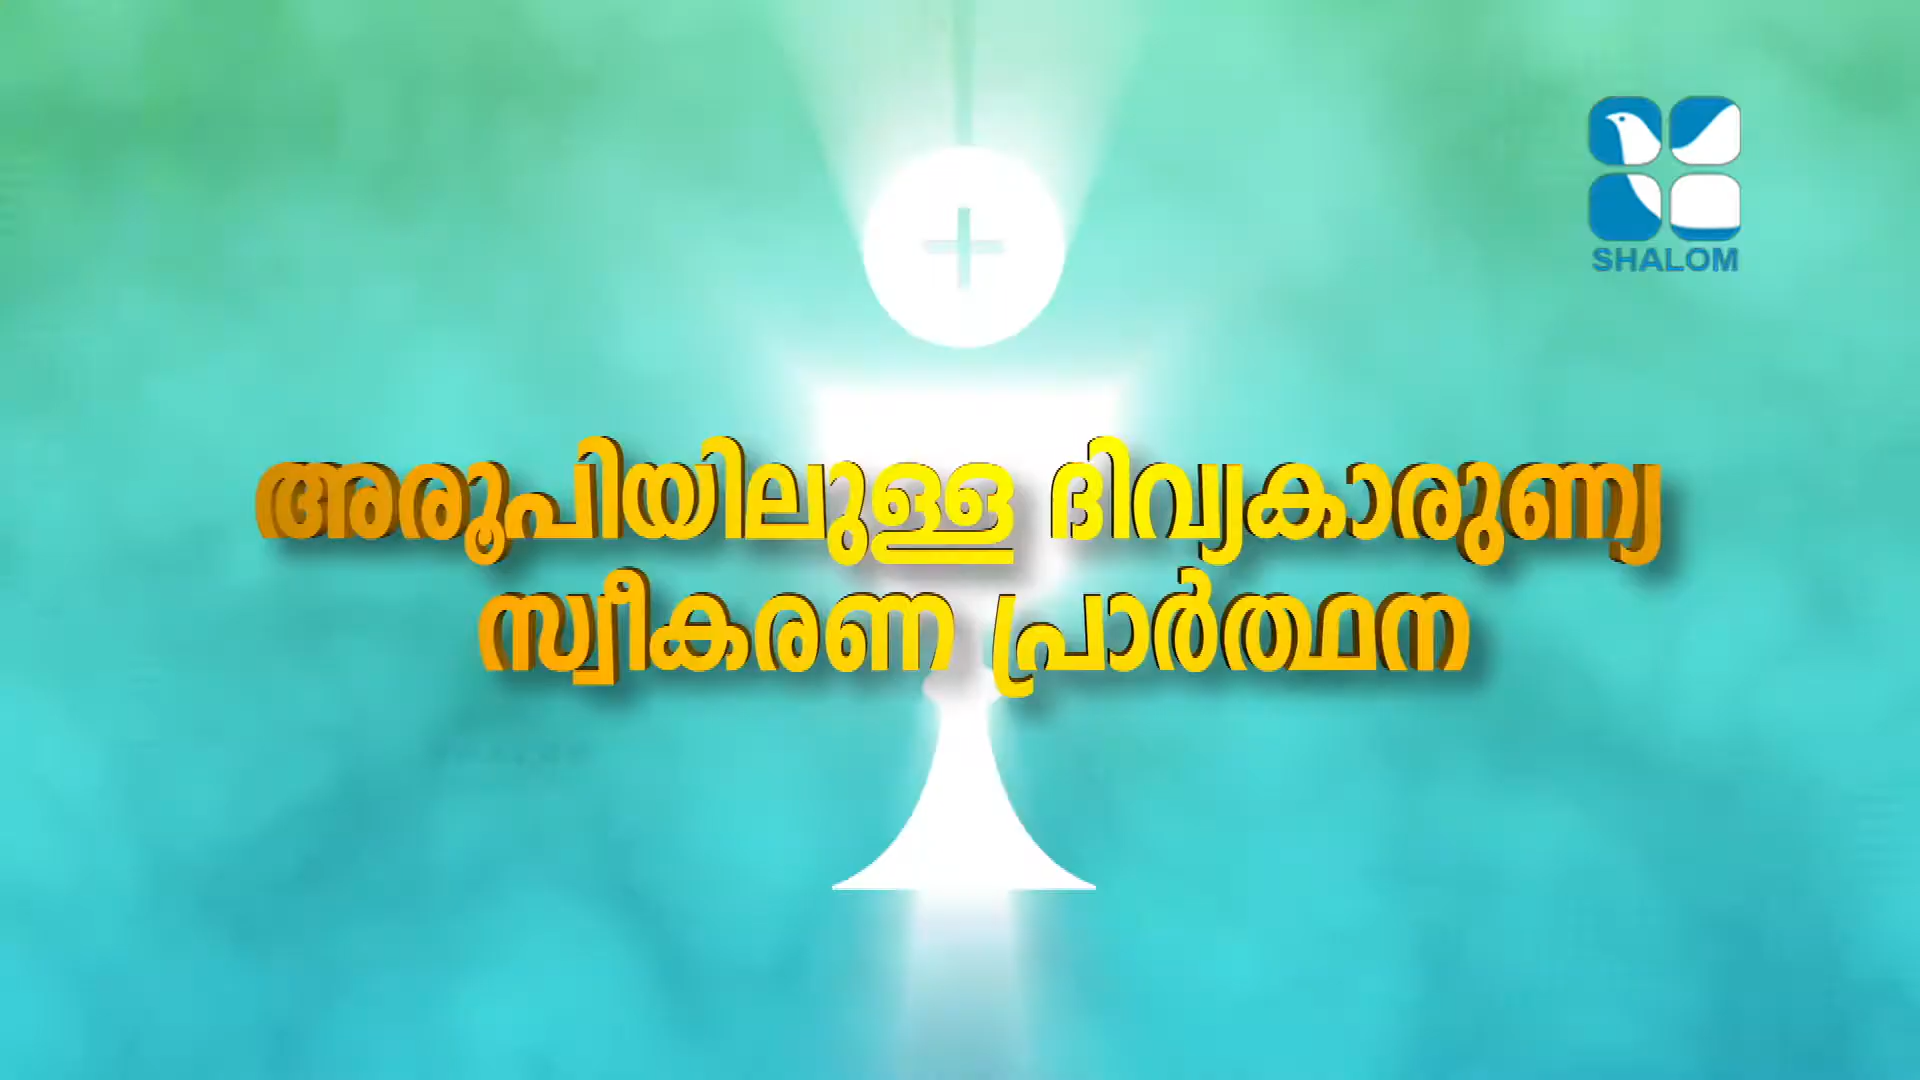 SHALOM
അരൂപിയിലുള്ള ദിവ്യകാരുണ്യ
സ്വീകരണ പ്രാർത്ഥന